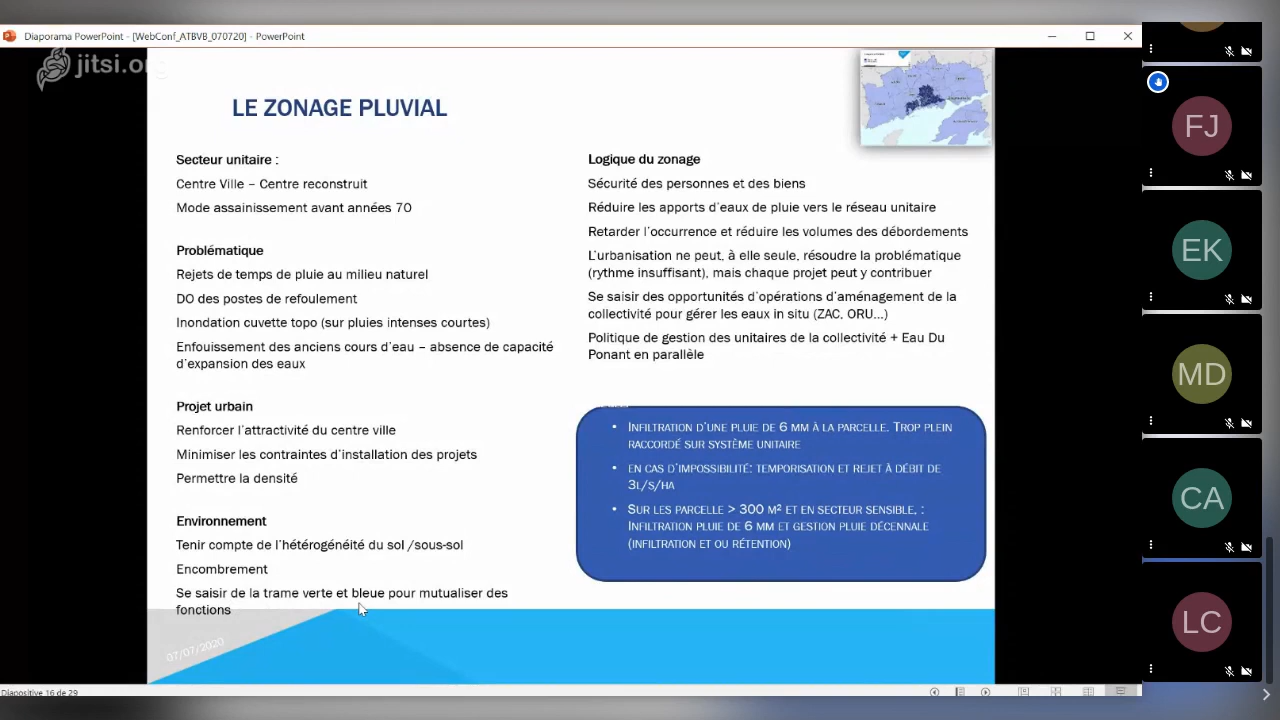 Diaporama PowerPoint - [WebConf_ATBVB_070720] - PowerPoint
jitsi.org
LE ZONAGE PLUVIAL
Secteur unitaire :
Centre Ville – Centre reconstruit
Mode assainissement avant années 70
Problématique
Rejets de temps de pluie au milieu naturel
DO des postes de refoulement
Inondation cuvette topo (sur pluies intenses courtes)
Enfouissement des anciens cours d'eau – absence de capacité
d'expansion des eaux
Projet urbain
Renforcer l'attractivité du centre ville
Minimiser les contraintes d'installation des projets
Permettre la densité
Environnement
Tenir compte de l'hétérogénéité du sol /sous-sol
Encombrement
Se saisir de la trame verte et bleue pour mutualiser des
fonctions
Logique du zonage
Sécurité des personnes et des biens
Réduire les apports d'eaux de pluie vers le réseau unitaire
Retarder l'occurrence et réduire les volumes des débordements
L'urbanisation ne peut, à elle seule, résoudre la problématique
(rythme insuffisant), mais chaque projet peut y contribuer
Se saisir des opportunités d'opérations d'aménagement de la
collectivité pour gérer les eaux in situ (ZAC, ORU...)
Politique de gestion des unitaires de la collectivité + Eau Du
Ponant en parallèle
• INFILTRATION D'UNE PLUIE DE 6 MM À LA PARCELLE. TROP PLEIN
RACCORDÉ SUR SYSTÈME UNITAIRE
• EN CAS D'IMPOSSIBILITÉ: TEMPORISATION ET REJET À DÉBIT DE
3L/S/HA
• SUR LES PARCELLE > 300 M² ET EN SECTEUR SENSIBLE, :
INFILTRATION PLUIE DE 6 MM ET GESTION PLUIE DÉCENNALE
(INFILTRATION ET OU RÉTENTION)
07/07/2020
Diapositive 16 de 29
FJ
EK
MD
CA
LC